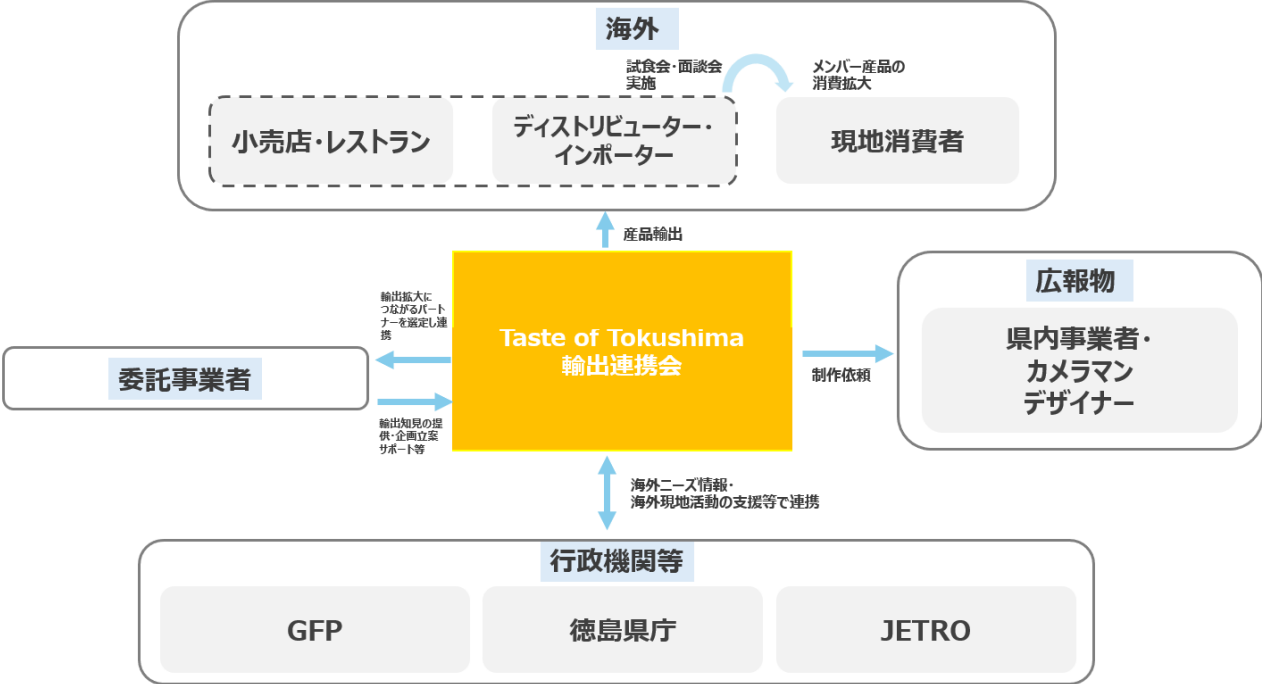 海外
試食会・面談会
実施
メンバー産品の
消費拡大
小売店・レストラン
ディストリビューター・
インポーター
現地消費者
産品輸出
輸出拡大に
つながるパート
ナーを選定し連
携
Taste of Tokushima
輸出連携会
委託事業者
輸出知見の提
供・企画立案
サポート等
制作依頼
広報物
県内事業者・
カメラマン
デザイナー
海外ニーズ情報・
海外現地活動の支援等で連携
行政機関等
GFP
徳島県庁
JETRO